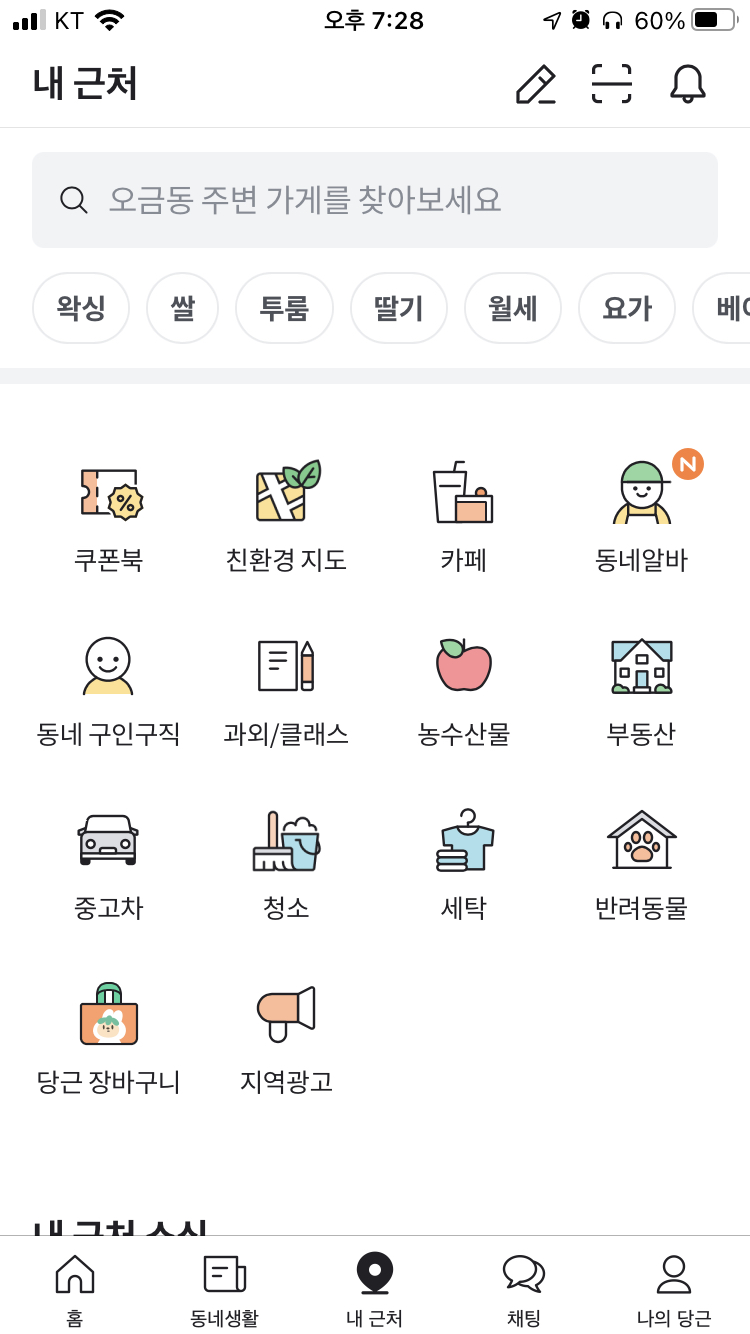 KT 오후 7:28 60%
내 근처
오금동 주변 가게를 찾아보세요
왁싱 쌀 투룸 딸기 월세 요가
N
쿠폰북 친환경 지도 카페 동네알바
동네 구인구직 과외/클래스 농수산물 부동산
중고차 청소 세탁 반려동물
당근 장바구니 지역광고
내 근처 소식
홈 동네생활 내 근처 채팅 나의 당근